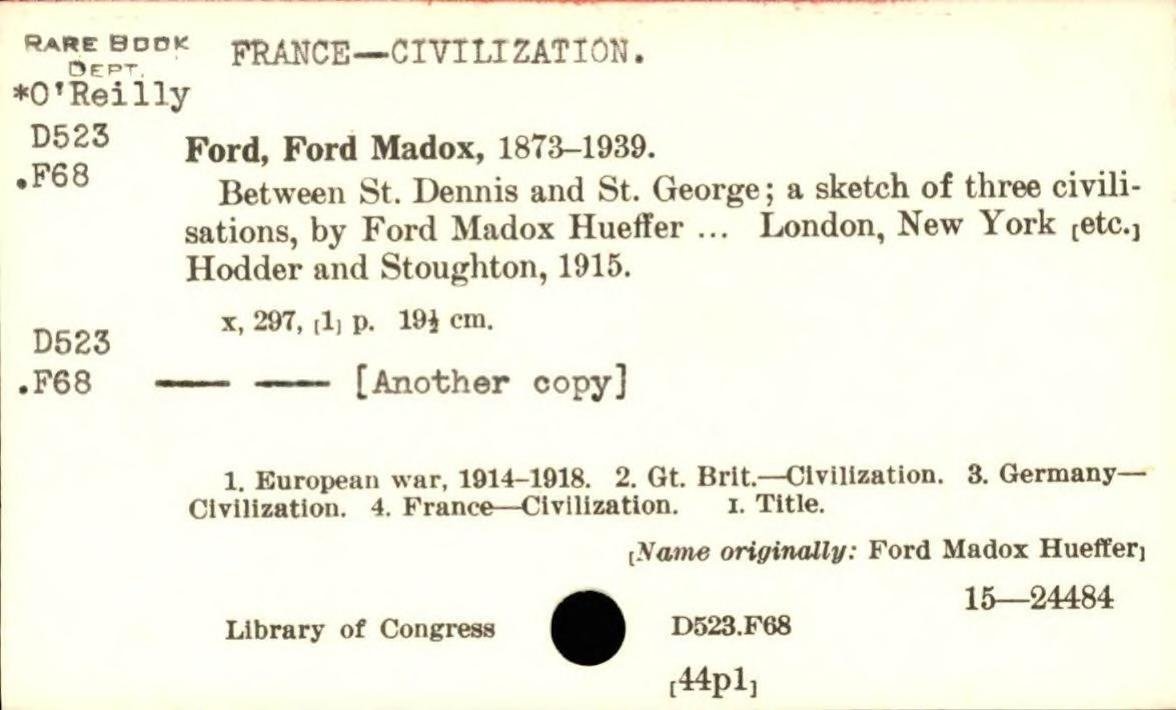 RARE BOOK
DEPT.
FRANCE—CIVILIZATION.
*O'Reilly
D523
.F68
Ford, Ford Madox, 1873–1939.
Between St. Dennis and St. George; a sketch of three civili-
sations, by Ford Madox Hueffer ... London, New York [etc.]
Hodder and Stoughton, 1915.
x, 297, [1] p. 19½ cm.
D523
.F68 —— —— [Another copy]
1. European war, 1914–1918. 2. Gt. Brit.—Civilization. 3. Germany—
Civilization. 4. France—Civilization. I. Title.
[Name originally: Ford Madox Hueffer]
15—24484
Library of Congress D523.F68
[44p1]